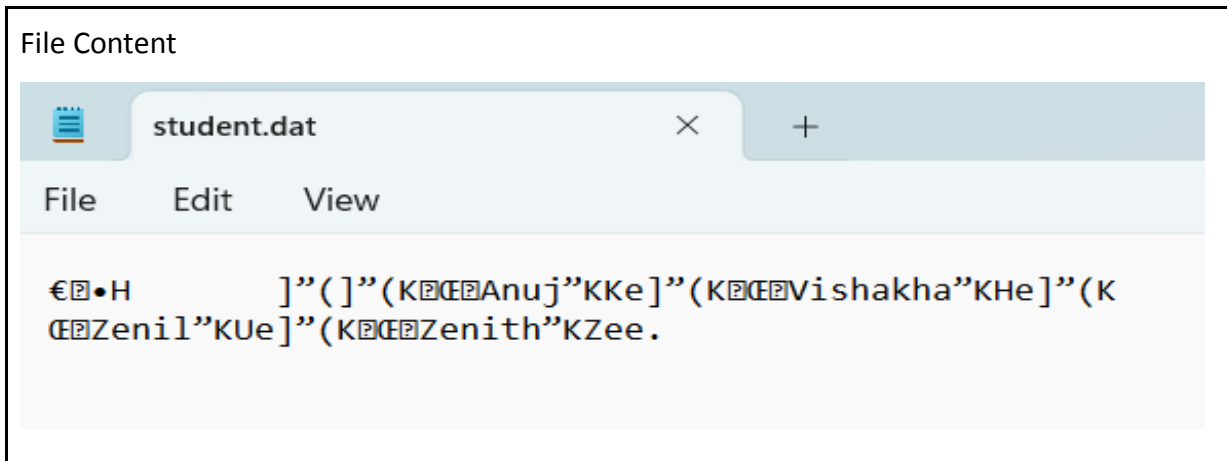 File Content
student.dat
File Edit View
€⍰•H ]”(]”(K⍰Œ⍰Anuj”KKe]”(K⍰Œ⍰Vishakha”KHe]”(K
Œ⍰Zenil”KUe]”(K⍰Œ⍰Zenith”KZee.